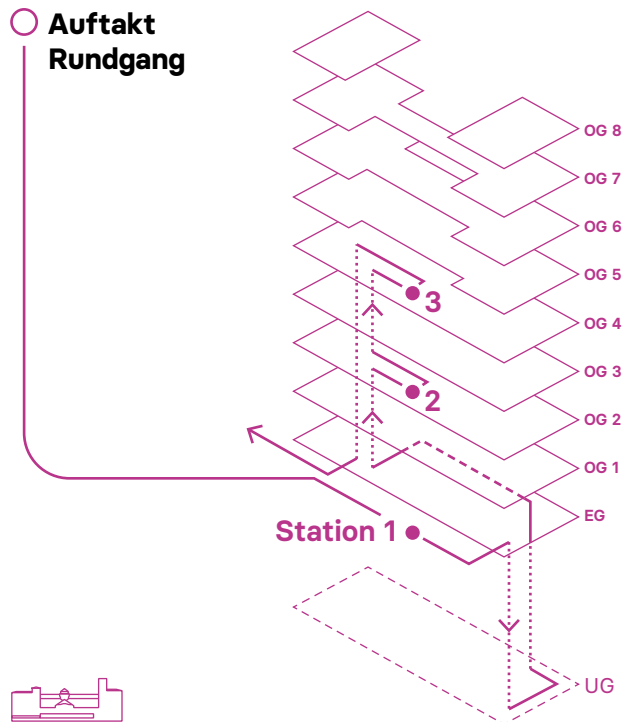 Auftakt
Rundgang
OG 8
OG 7
OG 6
OG 5
3
OG 4
OG 3
2
OG 2
OG 1
EG
Station 1
UG